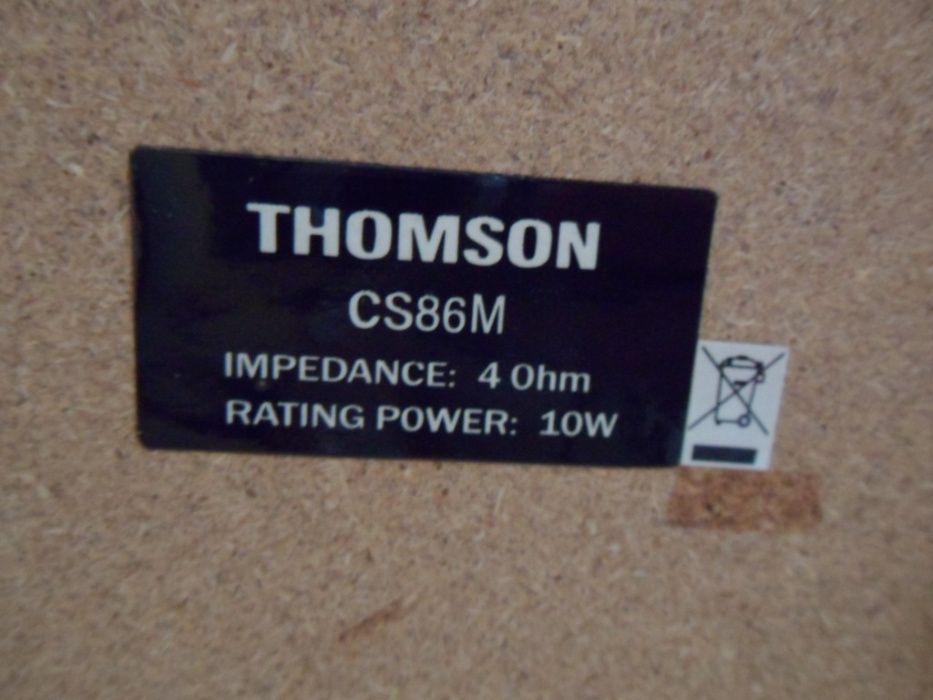 THOMSON
CS86M
IMPEDANCE: 4 Ohm
RATING POWER: 10W